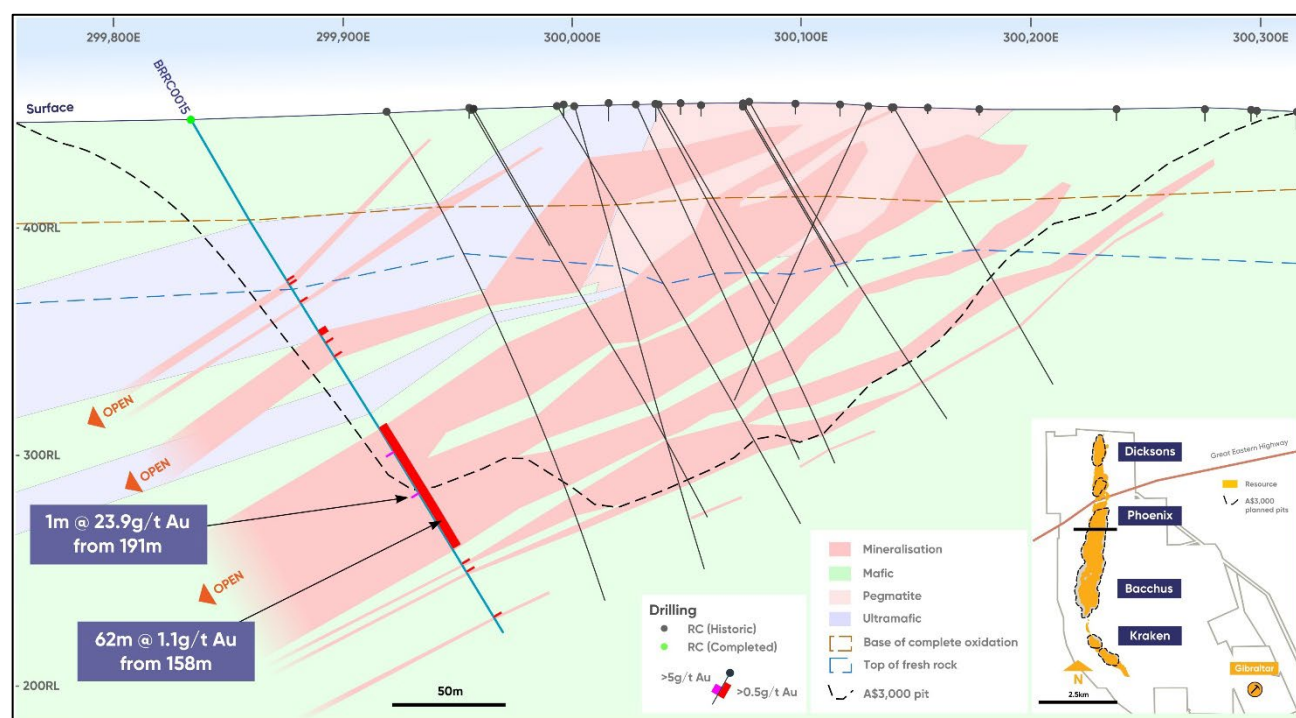 299,800E
299,900E
300,000E
300,100E
300,200E
300,300E
BRRC0015
Surface
400RL
300RL
200RL
OPEN
OPEN
OPEN
1m @ 23.9g/t Au
from 191m
62m @ 1.1g/t Au
from 158m
50m
Drilling
RC (Historic)
RC (Completed)
>5g/t Au
>0.5g/t Au
Mineralisation
Mafic
Pegmatite
Ultramafic
Base of complete oxidation
Top of fresh rock
A$3,000 pit
Dicksons
Great Eastern Highway
Resource
A$3,000
planned pits
Phoenix
Bacchus
Kraken
Gibraltar
N
2.5km